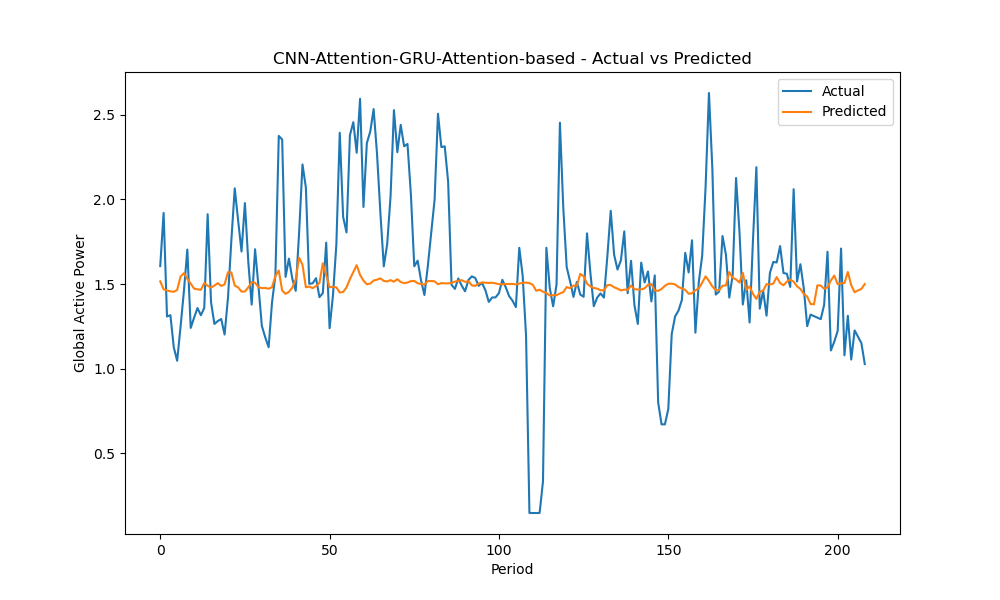 CNN-Attention-GRU-Attention-based - Actual vs Predicted
Actual
Predicted
Global Active Power
2.5
2.0
1.5
1.0
0.5
0
50
100
150
200
Period